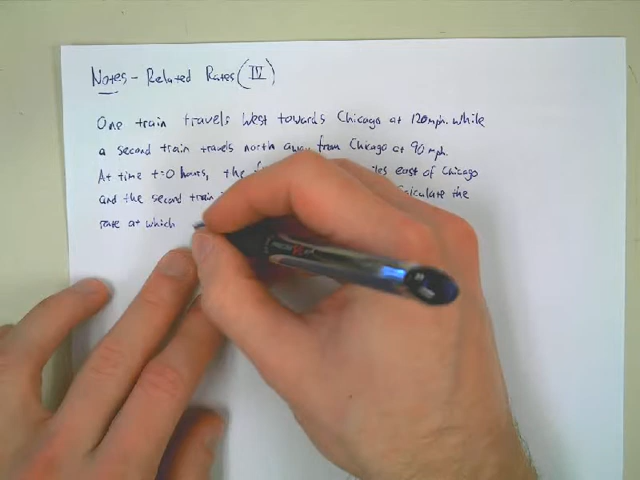 Notes - Related Rates (IV)
One train travels West towards Chicago at 120mph. while
a second train travels north away from Chicago at 90 mph.
At time t=0 hours, the east of Chicago
and the second train Calculate the
rate at which